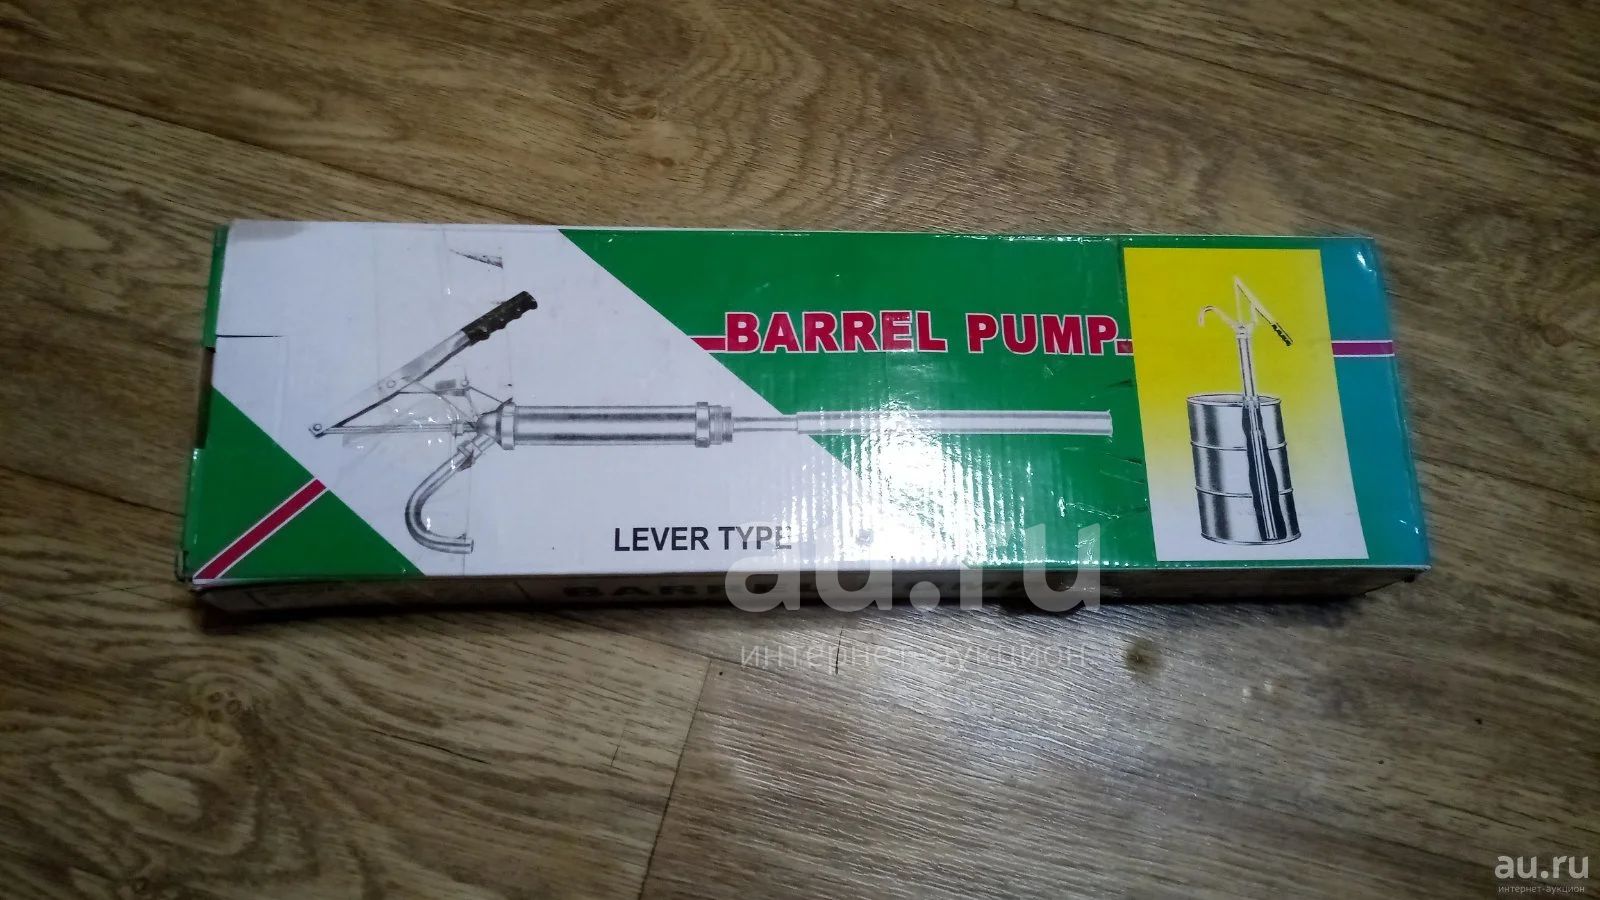 BARREL PUMP
LEVER TYPE
au.ru
интернет-аукцион
au.ru
интернет-аукцион